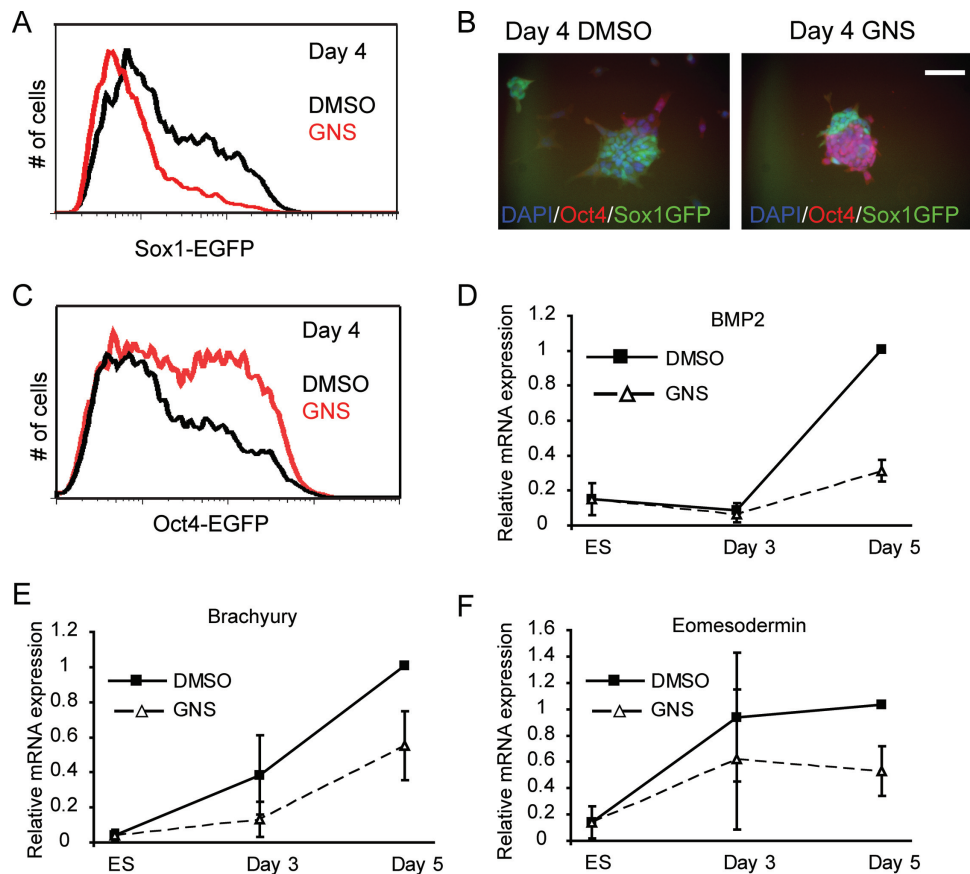 A
Day 4
DMSO
GNS
# of cells
Sox1-EGFP
B
Day 4 DMSO
Day 4 GNS
DAPI/Oct4/Sox1GFP
DAPI/Oct4/Sox1GFP
C
Day 4
DMSO
GNS
# of cells
Oct4-EGFP
D
BMP2
DMSO
GNS
Relative mRNA expression
1.2
1
0.8
0.6
0.4
0.2
0
ES
Day 3
Day 5
E
Brachyury
DMSO
GNS
Relative mRNA expression
1.2
1
0.8
0.6
0.4
0.2
0
ES
Day 3
Day 5
F
Eomesodermin
DMSO
GNS
Relative mRNA expression
1.6
1.4
1.2
1
0.8
0.6
0.4
0.2
0
ES
Day 3
Day 5